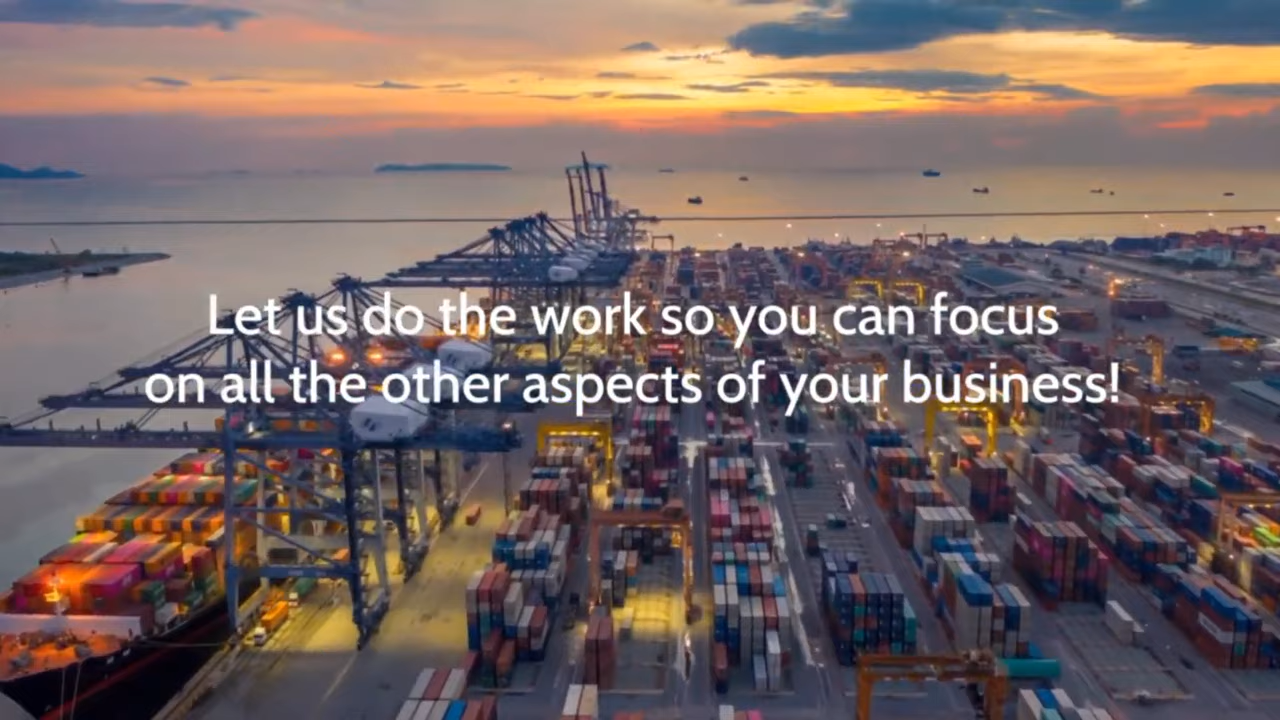 Let us do the work so you can focus
on all the other aspects of your business!